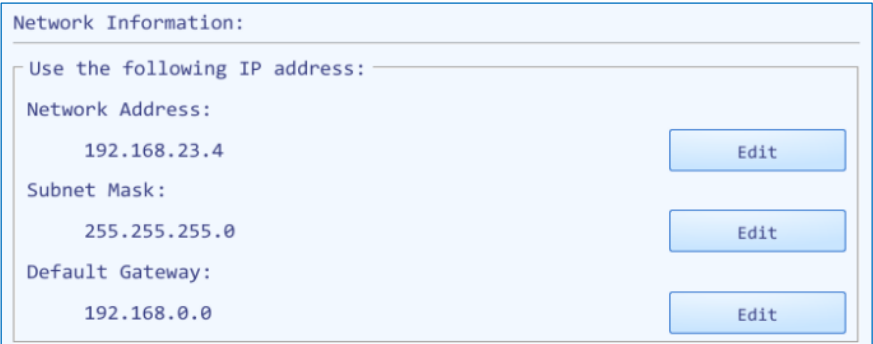 Network Information:
Use the following IP address:
Network Address:
192.168.23.4
Edit
Subnet Mask:
255.255.255.0
Edit
Default Gateway:
192.168.0.0
Edit